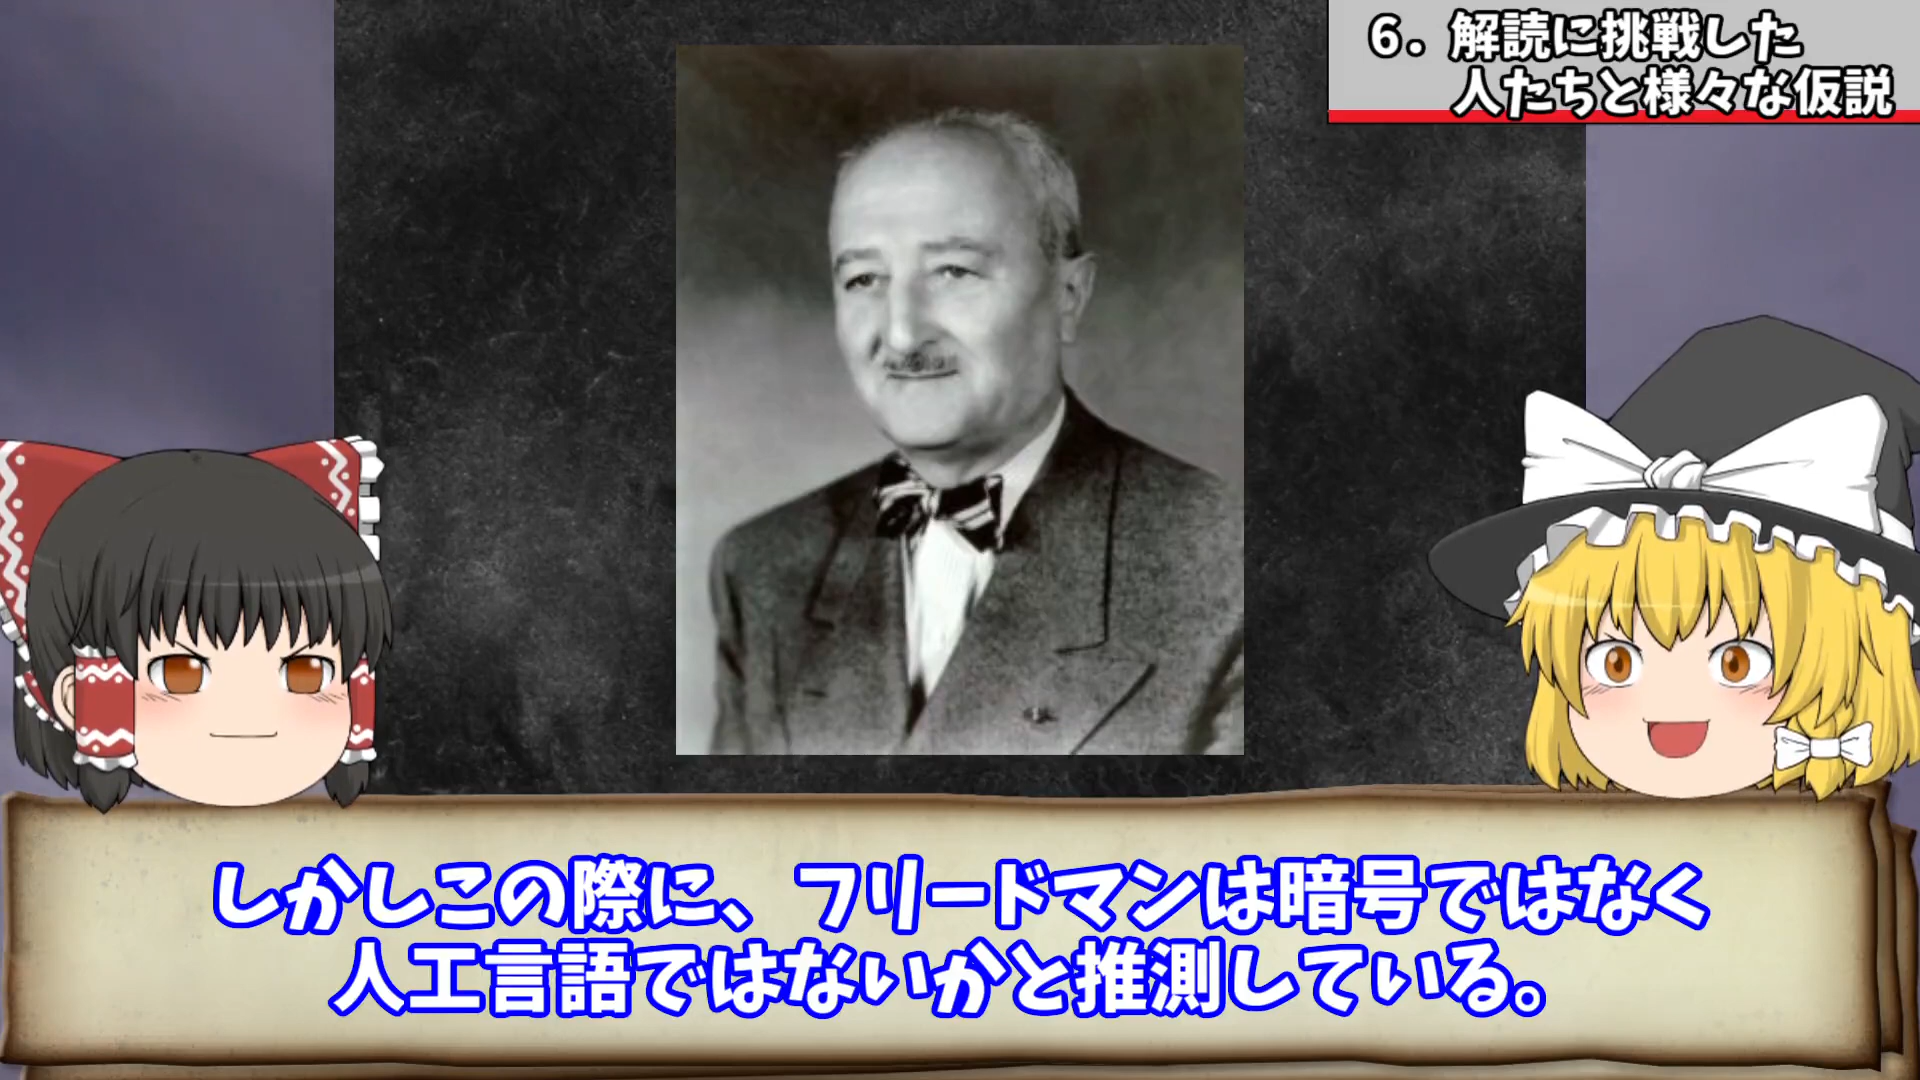 6．解読に挑戦した
人たちと様々な仮説
しかしこの際に、フリードマンは暗号ではなく
人工言語ではないかと推測している。